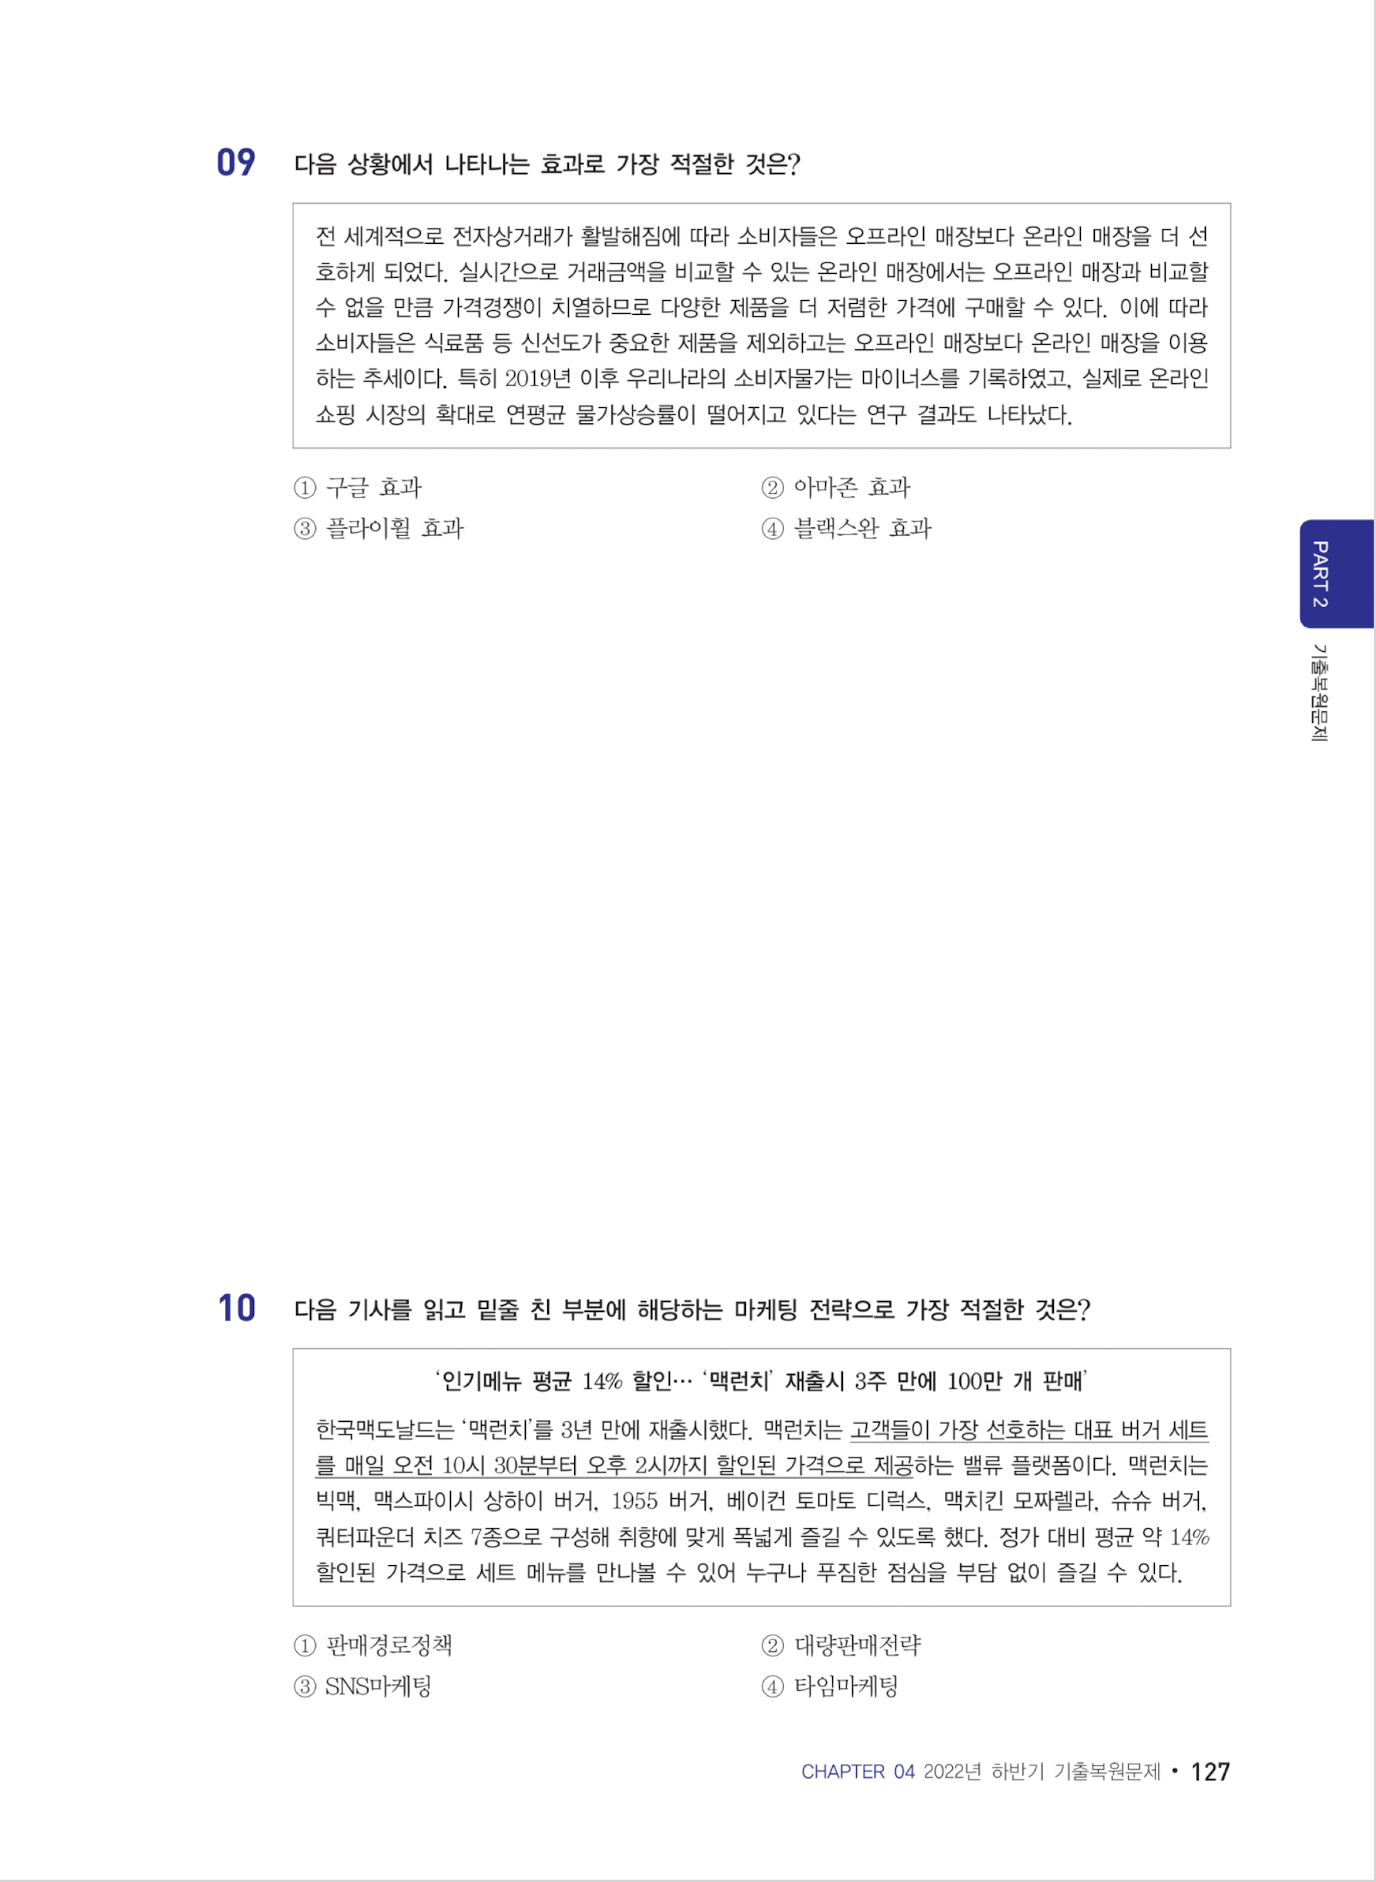 09 다음 상황에서 나타나는 효과로 가장 적절한 것은?
전 세계적으로 전자상거래가 활발해짐에 따라 소비자들은 오프라인 매장보다 온라인 매장을 더 선
호하게 되었다. 실시간으로 거래금액을 비교할 수 있는 온라인 매장에서는 오프라인 매장과 비교할
수 없을 만큼 가격경쟁이 치열하므로 다양한 제품을 더 저렴한 가격에 구매할 수 있다. 이에 따라
소비자들은 식료품 등 신선도가 중요한 제품을 제외하고는 오프라인 매장보다 온라인 매장을 이용
하는 추세이다. 특히 2019년 이후 우리나라의 소비자물가는 마이너스를 기록하였고, 실제로 온라인
쇼핑 시장의 확대로 연평균 물가상승률이 떨어지고 있다는 연구 결과도 나타났다.
① 구글 효과 ② 아마존 효과
③ 플라이휠 효과 ④ 블랙스완 효과
PART 2 기출복원문제
10 다음 기사를 읽고 밑줄 친 부분에 해당하는 마케팅 전략으로 가장 적절한 것은?
‘인기메뉴 평균 14% 할인… ‘맥런치’ 재출시 3주 만에 100만 개 판매’
한국맥도날드는 ‘맥런치’를 3년 만에 재출시했다. 맥런치는 고객들이 가장 선호하는 대표 버거 세트
를 매일 오전 10시 30분부터 오후 2시까지 할인된 가격으로 제공하는 밸류 플랫폼이다. 맥런치는
빅맥, 맥스파이시 상하이 버거, 1955 버거, 베이컨 토마토 디럭스, 맥치킨 모짜렐라, 슈슈 버거,
쿼터파운더 치즈 7종으로 구성해 취향에 맞게 폭넓게 즐길 수 있도록 했다. 정가 대비 평균 약 14%
할인된 가격으로 세트 메뉴를 만나볼 수 있어 누구나 푸짐한 점심을 부담 없이 즐길 수 있다.
① 판매경로정책 ② 대량판매전략
③ SNS마케팅 ④ 타임마케팅
CHAPTER 04 2022년 하반기 기출복원문제 • 127